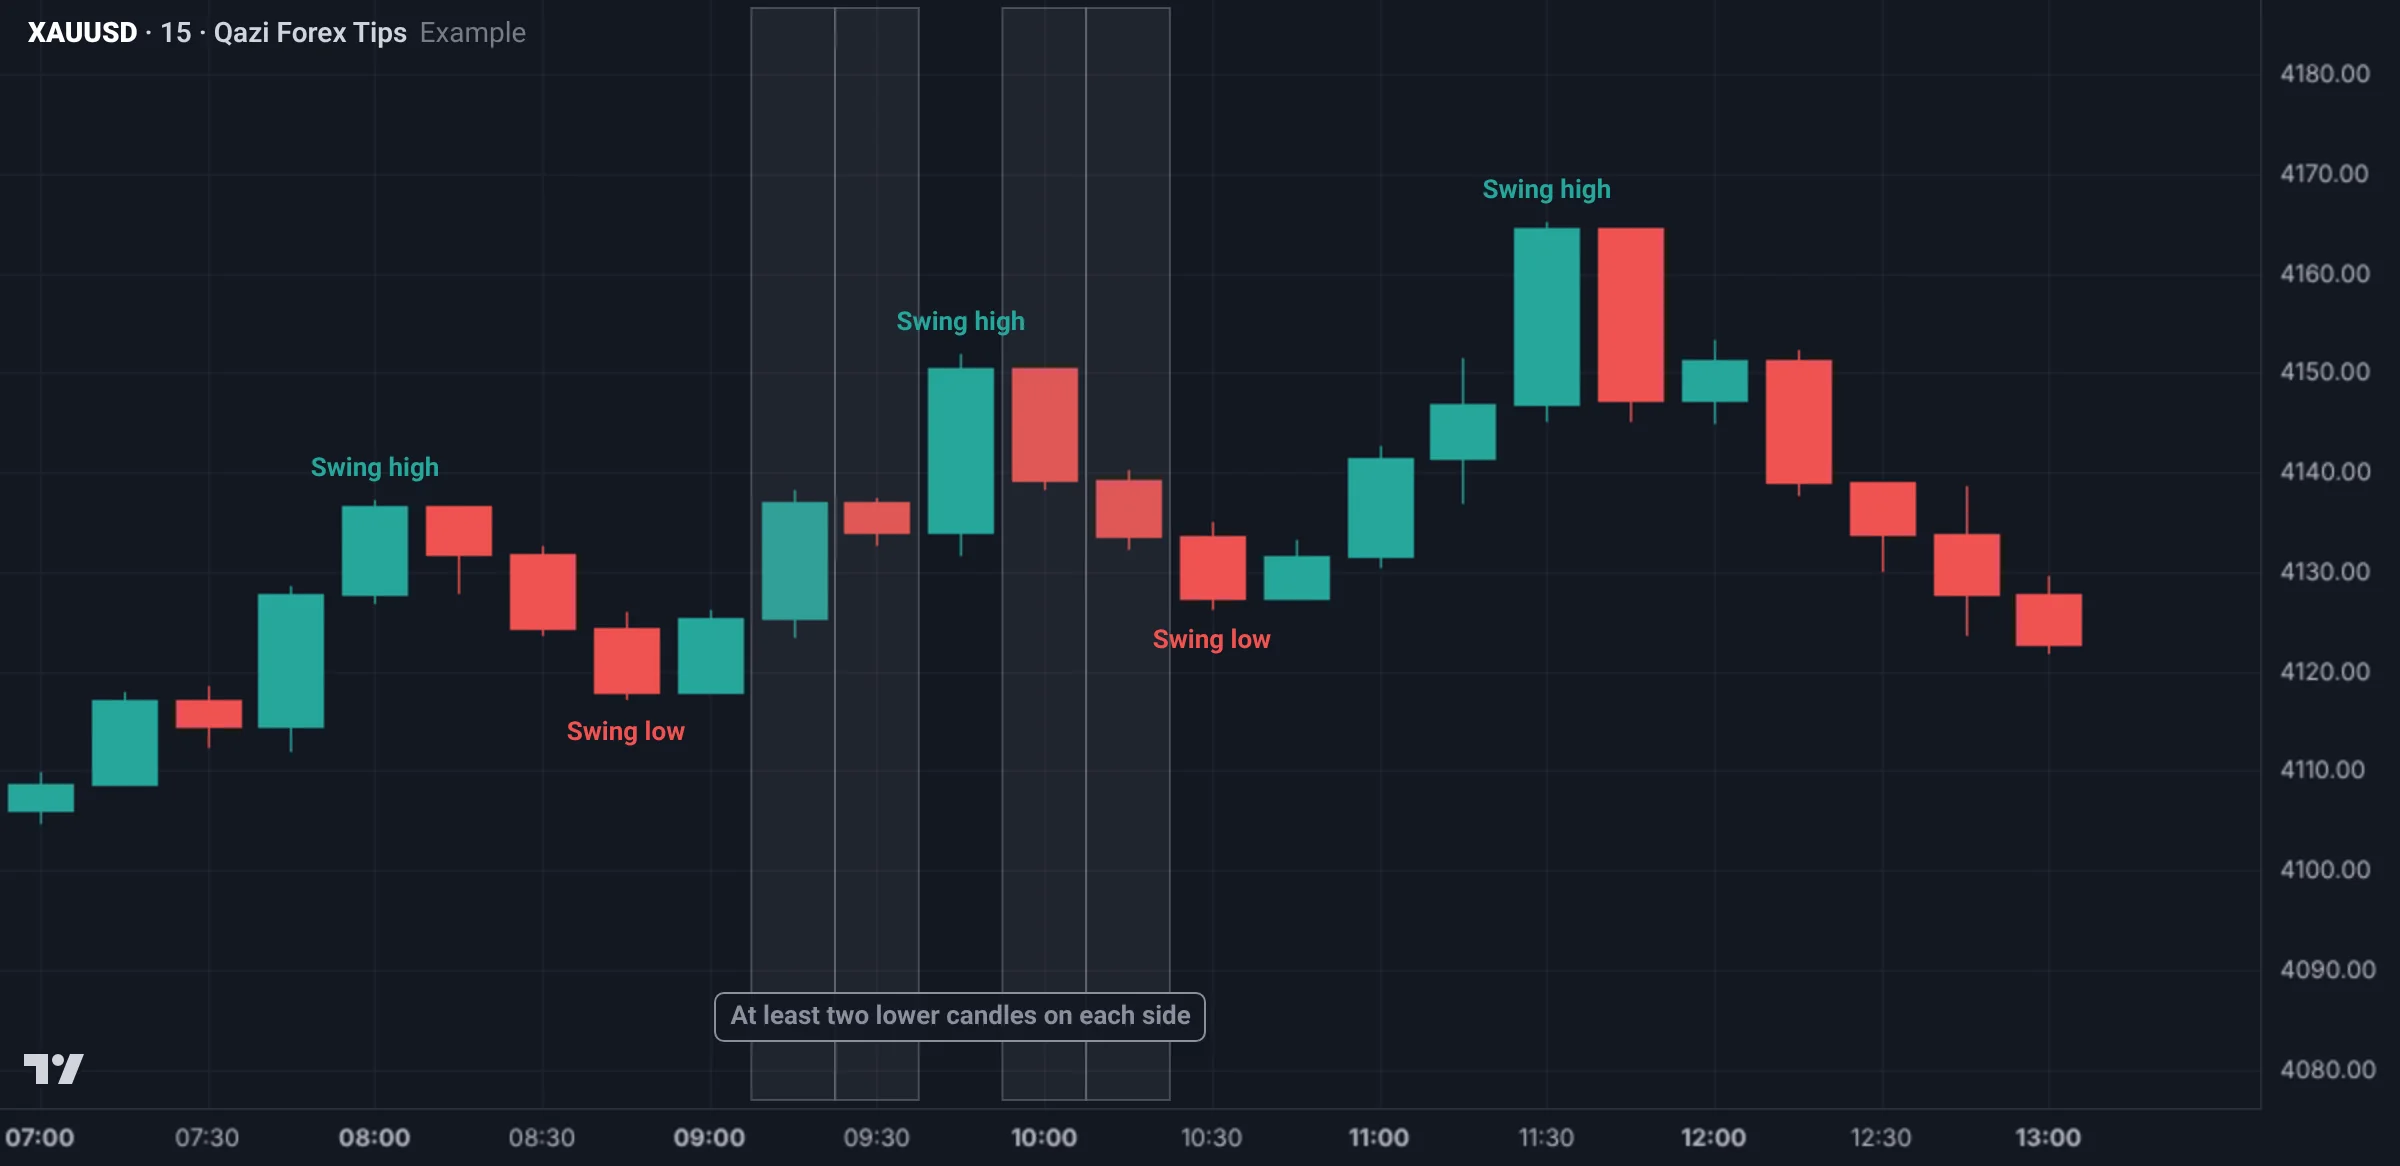 XAUUSD · 15 · Qazi Forex Tips Example
4180.00
4170.00
Swing high
4160.00
Swing high
4150.00
Swing high
4140.00
4130.00
Swing low
4120.00
Swing low
4110.00
4100.00
4090.00
At least two lower candles on each side
4080.00
07:00 07:30 08:00 08:30 09:00 09:30 10:00 10:30 11:00 11:30 12:00 12:30 13:00